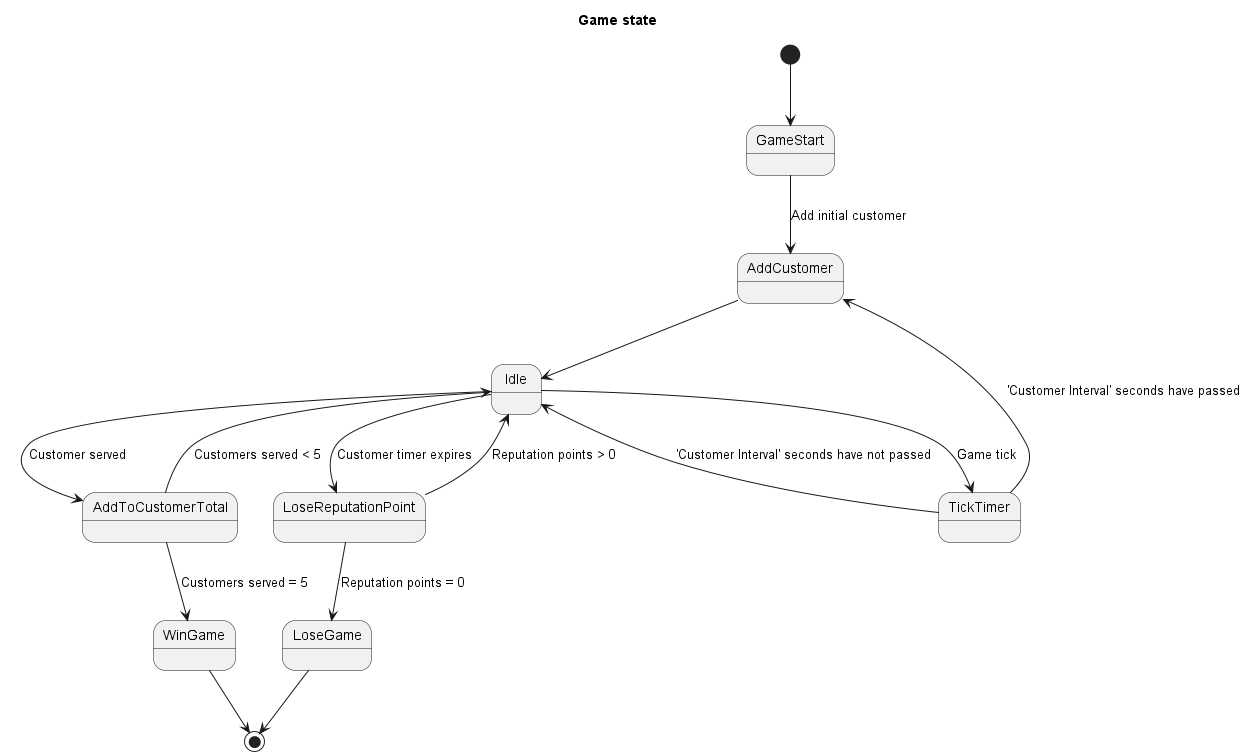 Game state
GameStart
Add initial customer
AddCustomer
Idle
'Customer Interval' seconds have passed
Customer served
Customers served < 5
Customer timer expires
Reputation points > 0
'Customer Interval' seconds have not passed
Game tick
AddToCustomerTotal
LoseReputationPoint
TickTimer
Customers served = 5
Reputation points = 0
WinGame
LoseGame